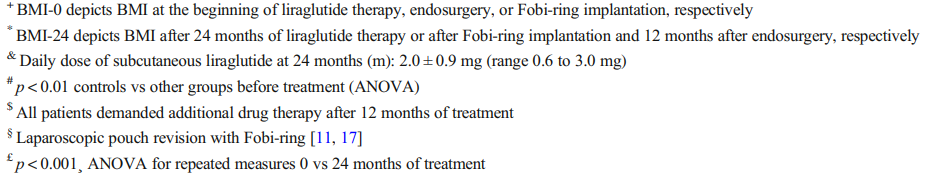 + BMI-0 depicts BMI at the beginning of liraglutide therapy, endosurgery, or Fobi-ring implantation, respectively
* BMI-24 depicts BMI after 24 months of liraglutide therapy or after Fobi-ring implantation and 12 months after endosurgery, respectively
& Daily dose of subcutaneous liraglutide at 24 months (m): 2.0 ± 0.9 mg (range 0.6 to 3.0 mg)
# p < 0.01 controls vs other groups before treatment (ANOVA)
$ All patients demanded additional drug therapy after 12 months of treatment
§ Laparoscopic pouch revision with Fobi-ring [11, 17]
£ p < 0.001, ANOVA for repeated measures 0 vs 24 months of treatment